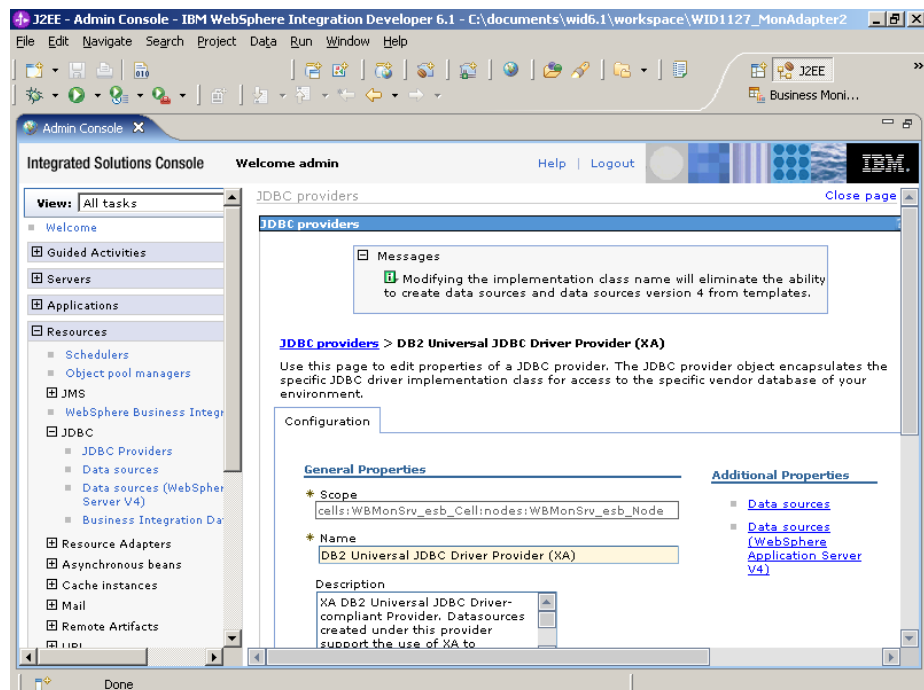 J2EE - Admin Console - IBM WebSphere Integration Developer 6.1 - C:\documents\wid6.1\workspace\WID1127_MonAdapter2
File Edit Navigate Search Project Data Run Window Help
J2EE
Business Moni...
Admin Console
Integrated Solutions Console Welcome admin Help | Logout IBM.
View: All tasks
Welcome
Guided Activities
Servers
Applications
Resources
Schedulers
Object pool managers
JMS
WebSphere Business Integr
JDBC
JDBC Providers
Data sources
Data sources (WebSpher
Server V4)
Business Integration Da
Resource Adapters
Asynchronous beans
Cache instances
Mail
Remote Artifacts
URL
JDBC providers Close page
JDBC providers ?
Messages
Modifying the implementation class name will eliminate the ability
to create data sources and data sources version 4 from templates.
JDBC providers > DB2 Universal JDBC Driver Provider (XA)
Use this page to edit properties of a JDBC provider. The JDBC provider object encapsulates the
specific JDBC driver implementation class for access to the specific vendor database of your
environment.
Configuration
General Properties
* Scope
cells:WBMonSrv_esb_Cell:nodes:WBMonSrv_esb_Node
* Name
DB2 Universal JDBC Driver Provider (XA)
Description
XA DB2 Universal JDBC Driver-
compliant Provider. Datasources
created under this provider
support the use of XA to
Additional Properties
Data sources
Data sources
(WebSphere
Application Server
V4)
Done